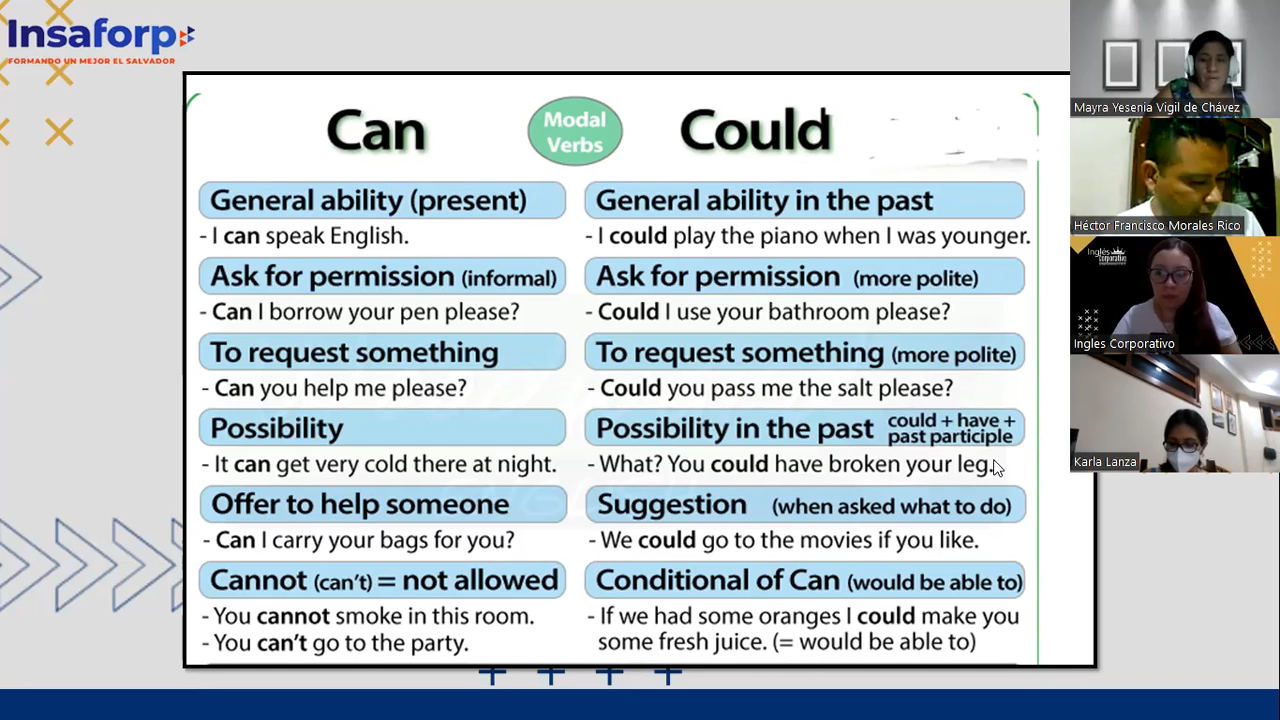 Insaforp
FORMANDO UN MEJOR EL SALVADOR
Can
Modal
Verbs
Could
General ability (present)
- I can speak English.
Ask for permission (informal)
- Can I borrow your pen please?
To request something
- Can you help me please?
Possibility
- It can get very cold there at night.
Offer to help someone
- Can I carry your bags for you?
Cannot (can't) = not allowed
- You cannot smoke in this room.
- You can't go to the party.
General ability in the past
- I could play the piano when I was younger.
Ask for permission (more polite)
- Could I use your bathroom please?
To request something (more polite)
- Could you pass me the salt please?
Possibility in the past could + have +
past participle
- What? You could have broken your leg.
Suggestion (when asked what to do)
- We could go to the movies if you like.
Conditional of Can (would be able to)
- If we had some oranges I could make you
some fresh juice. (= would be able to)
Mayra Yesenia Vigil de Chávez
Héctor Francisco Morales Rico
Inglés
Corporativo
Ingles Corporativo
Karla Lanza